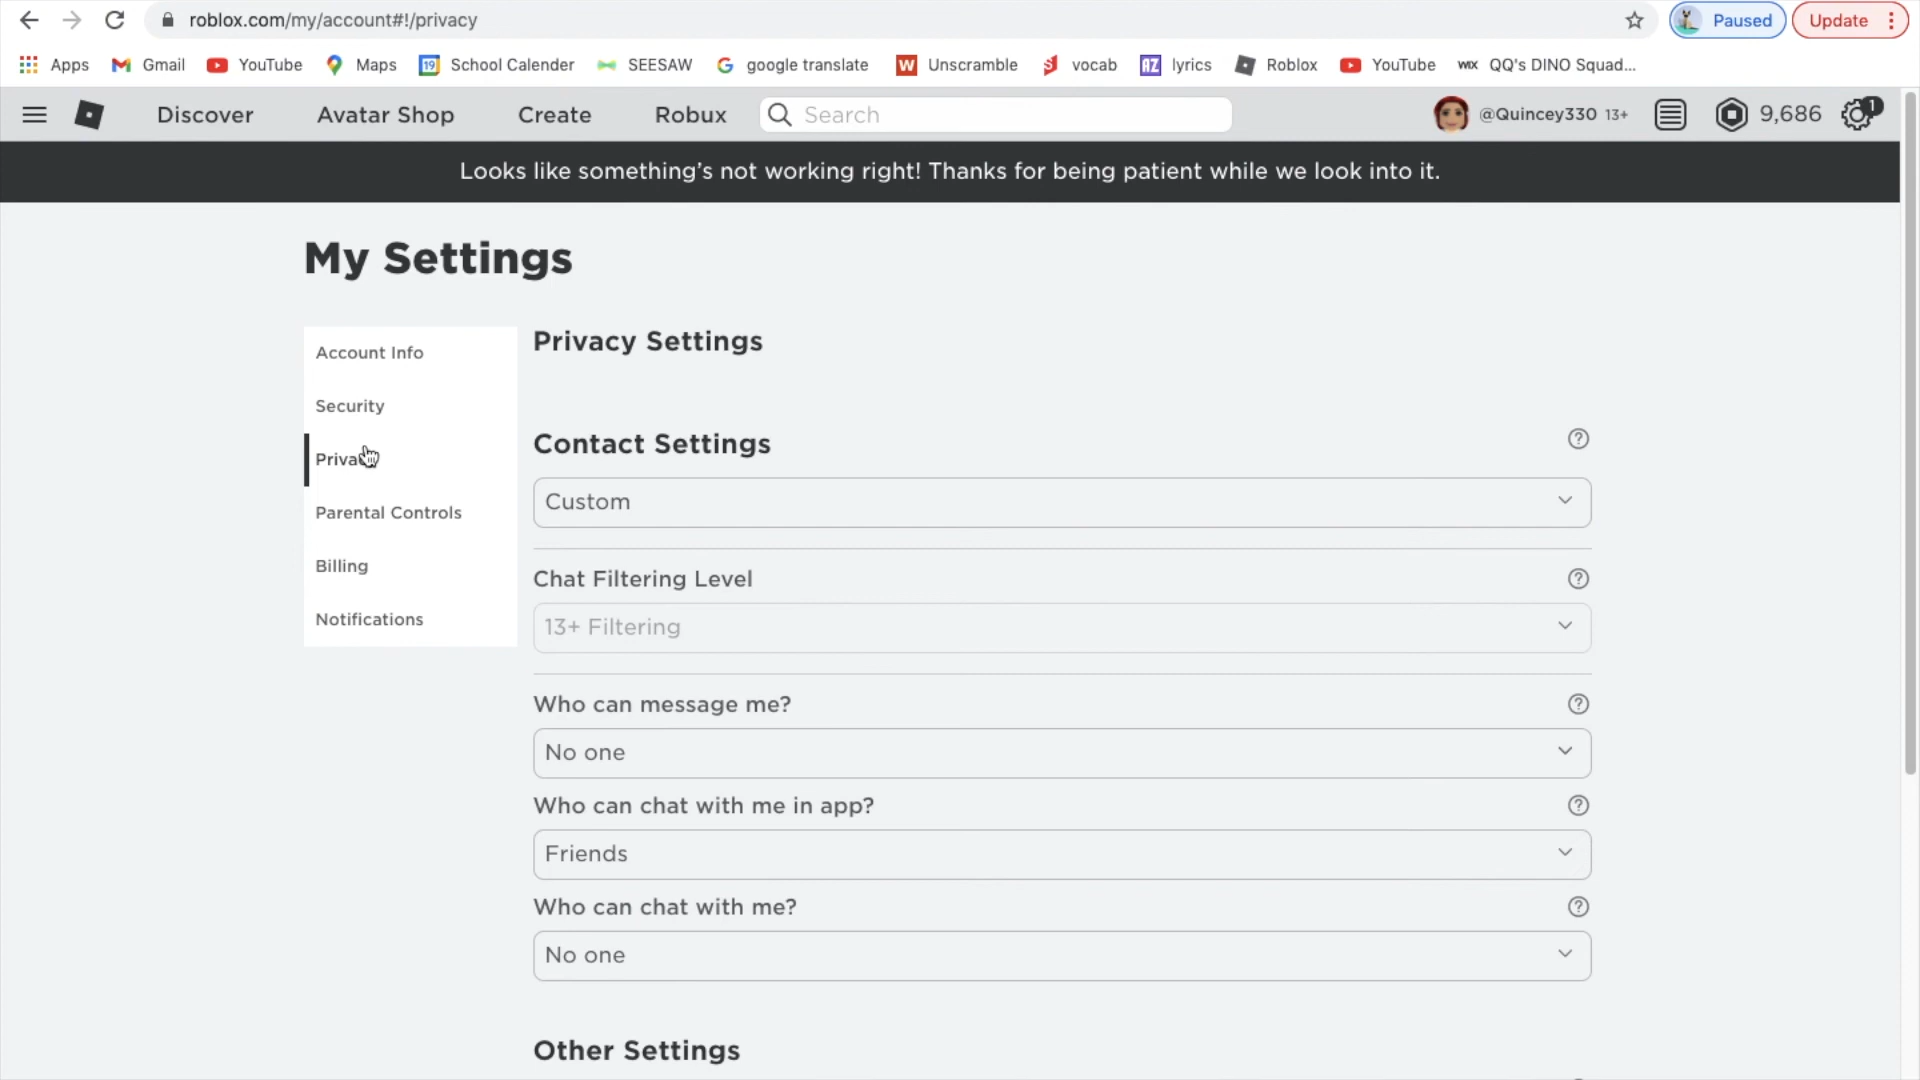 roblox.com/my/account#!/privacy
Paused
Update
Apps
Gmail
YouTube
Maps
19
School Calender
SEESAW
google translate
W
Unscramble
vocab
AZ
lyrics
Roblox
YouTube
WIX
QQ's DINO Squad...
Discover
Avatar Shop
Create
Robux
Search
@Quincey330 13+
9,686
1
Looks like something's not working right! Thanks for being patient while we look into it.
My Settings
Account Info
Security
Privacy
Parental Controls
Billing
Notifications
Privacy Settings
Contact Settings
Custom
Chat Filtering Level
13+ Filtering
Who can message me?
No one
Who can chat with me in app?
Friends
Who can chat with me?
No one
Other Settings